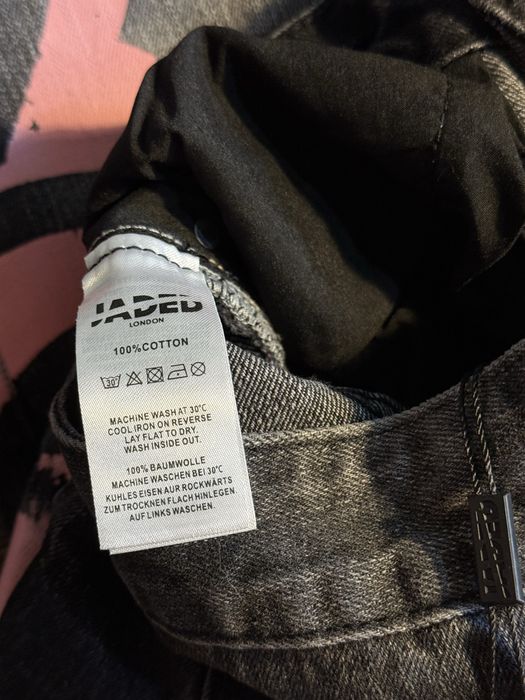 JADED
LONDON
100%COTTON
30°
MACHINE WASH AT 30°C
COOL IRON ON REVERSE
LAY FLAT TO DRY.
WASH INSIDE OUT.
100% BAUMWOLLE
MACHINE WASCHEN BEI 30°C
KUHLES EISEN AUR ROCKWÄRTS
ZUM TROCKNEN FLACH HINLEGEN
AUF LINKS WASCHEN.